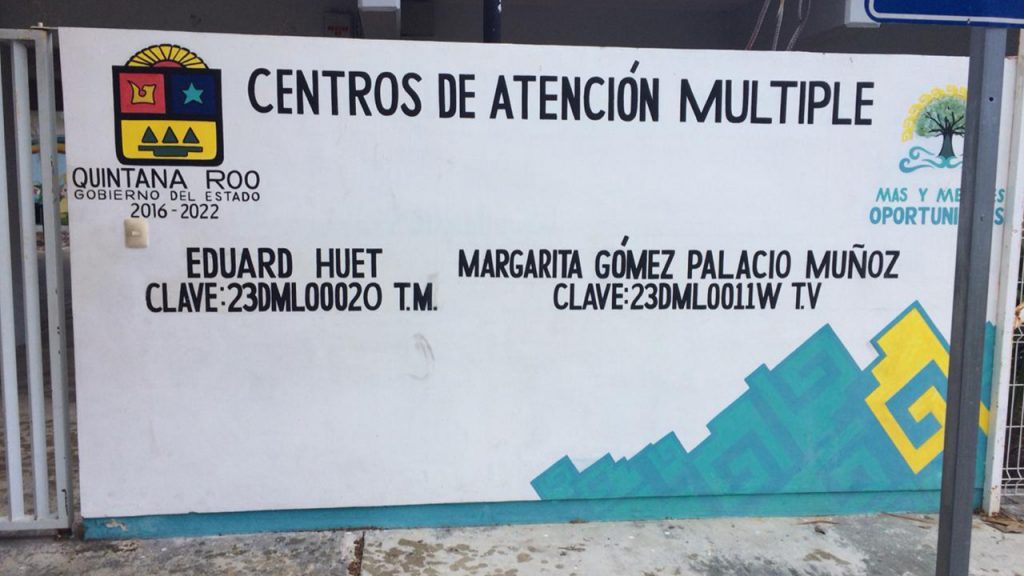 CENTROS DE ATENCIÓN MULTIPLE
QUINTANA ROO
GOBIERNO DEL ESTADO
2016-2022
MAS Y
OPORTUNI
EDUARD HUET
CLAVE:23DML0002O T.M.
MARGARITA GÓMEZ PALACIO MUÑOZ
CLAVE:23DML0011W T.V